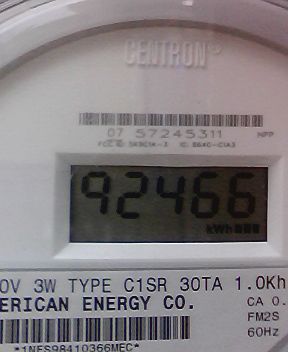 CENTRON
07 57245311 NPP
92466
kWh
0V 3W TYPE C1SR 30TA 1.0Kh
ERICAN ENERGY CO. CA 0.
FM2S
60Hz
*1NES98410366MEC*